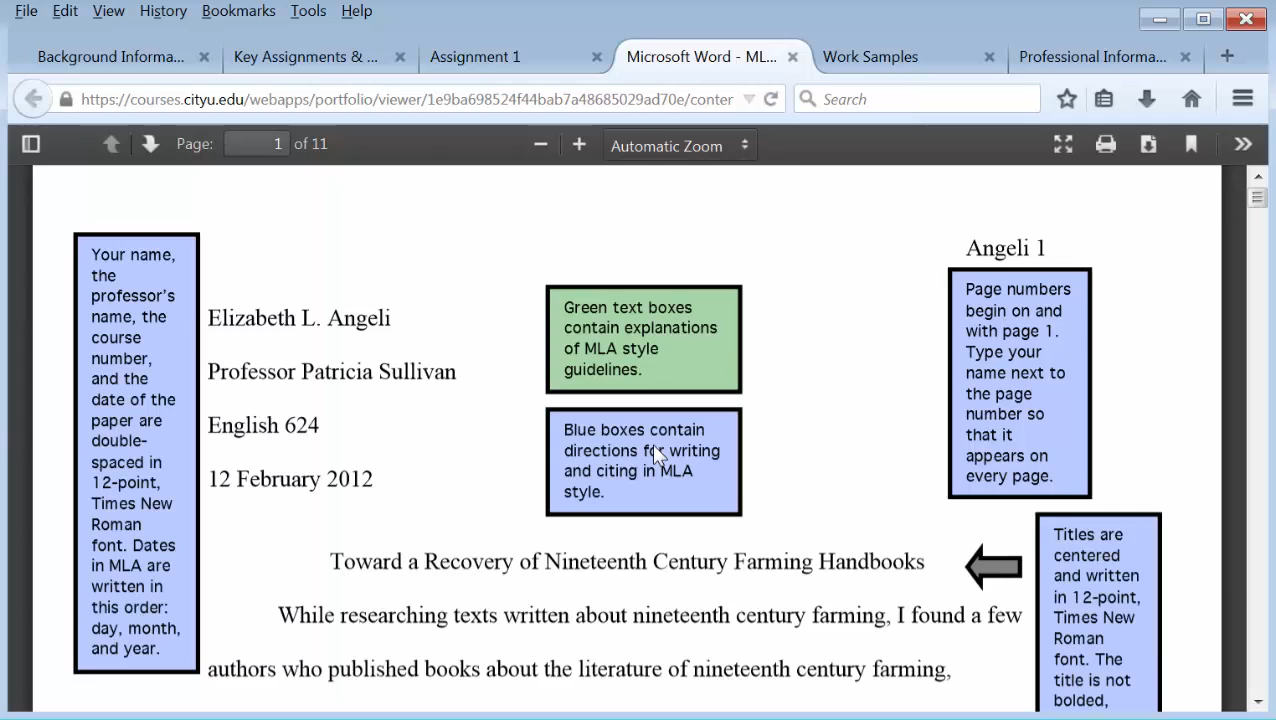 File Edit View History Bookmarks Tools Help
Background Informa... Key Assignments & ... Assignment 1 Microsoft Word - ML... Work Samples Professional Informa...
https://courses.cityu.edu/webapps/portfolio/viewer/1e9ba698524f44bab7a48685029ad70e/conter Search
Page: 1 of 11 Automatic Zoom
Your name,
the
professor's
name, the
course
number,
and the
date of the
paper are
double-
spaced in
12-point,
Times New
Roman
font. Dates
in MLA are
written in
this order:
day, month,
and year.
Elizabeth L. Angeli
Professor Patricia Sullivan
English 624
12 February 2012
Green text boxes
contain explanations
of MLA style
guidelines.
Blue boxes contain
directions for writing
and citing in MLA
style.
Angeli 1
Page numbers
begin on and
with page 1.
Type your
name next to
the page
number so
that it
appears on
every page.
Toward a Recovery of Nineteenth Century Farming Handbooks
Titles are
centered
and written
in 12-point,
Times New
Roman
font. The
title is not
bolded,
While researching texts written about nineteenth century farming, I found a few
authors who published books about the literature of nineteenth century farming,